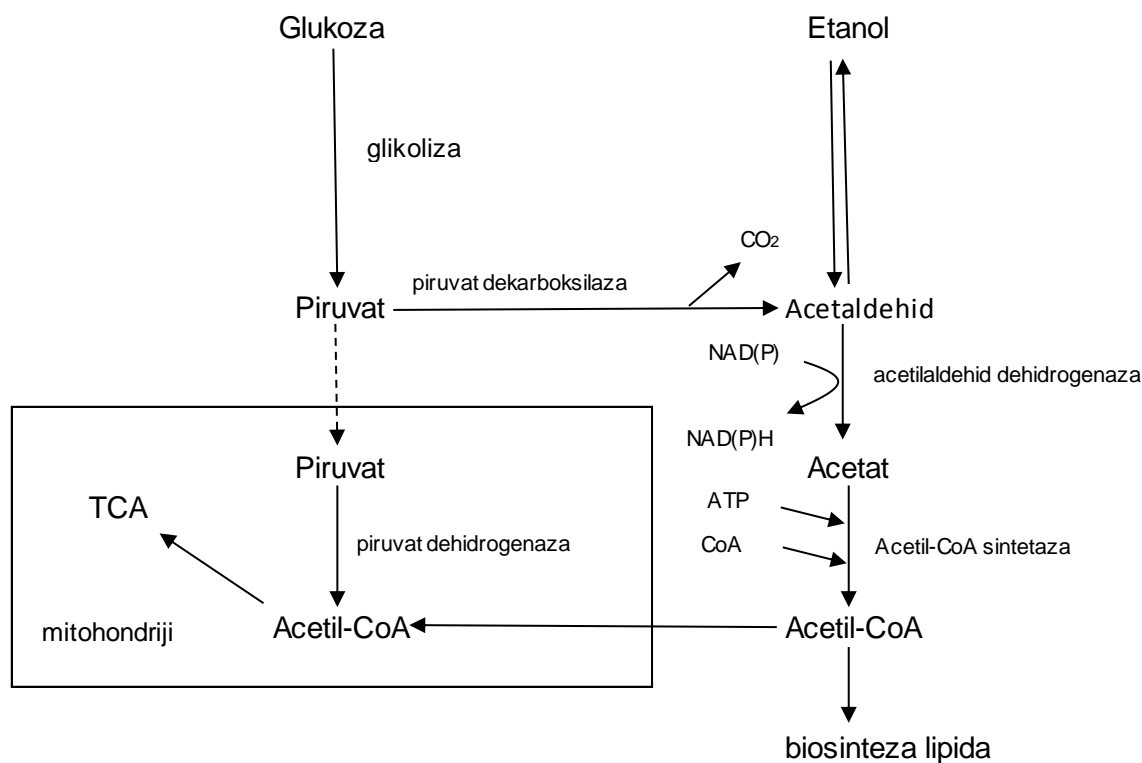 Glukoza
Etanol
glikoliza
CO₂
piruvat dekarboksilaza
Piruvat
Acetaldehid
NAD(P)
acetilaldehid dehidrogenaza
NAD(P)H
Piruvat
Acetat
TCA
ATP
piruvat dehidrogenaza
CoA
Acetil-CoA sintetaza
mitohondriji
Acetil-CoA
Acetil-CoA
biosinteza lipida